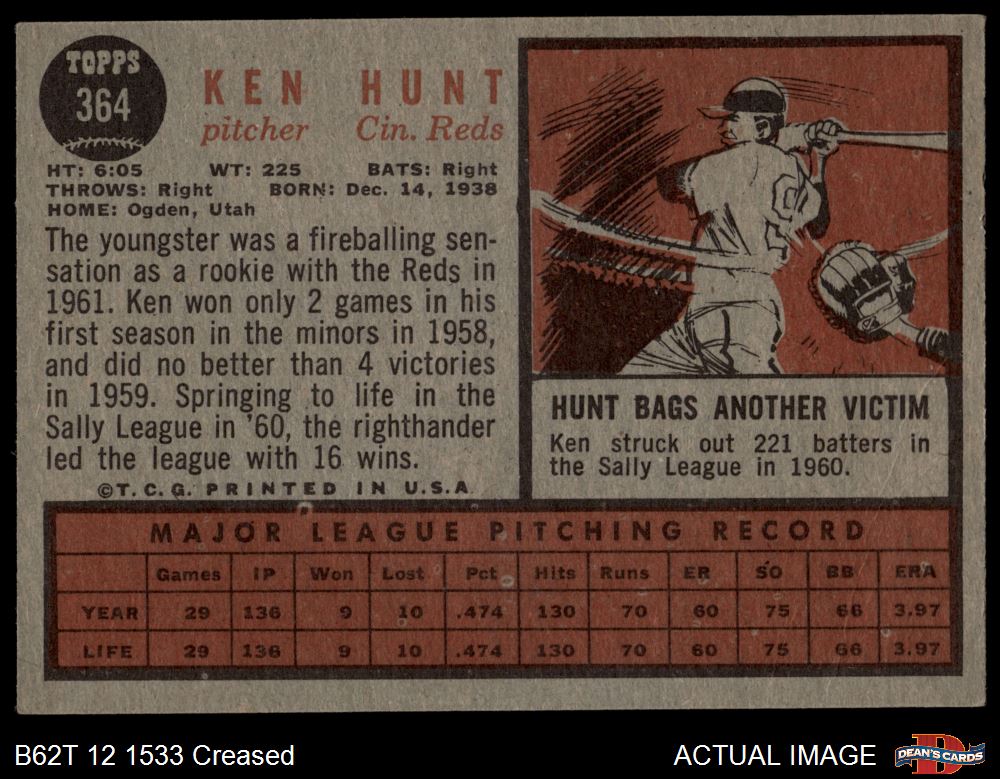 TOPPS
364
KEN HUNT
pitcher Cin. Reds
HT: 6:05 WT: 225 BATS: Right
THROWS: Right BORN: Dec. 14, 1938
HOME: Ogden, Utah
The youngster was a fireballing sen-
sation as a rookie with the Reds in
1961. Ken won only 2 games in his
first season in the minors in 1958,
and did no better than 4 victories
in 1959. Springing to life in the
Sally League in '60, the righthander
led the league with 16 wins.
©T.C.G. PRINTED IN U.S.A.
HUNT BAGS ANOTHER VICTIM
Ken struck out 221 batters in
the Sally League in 1960.
MAJOR LEAGUE PITCHING RECORD
Games IP Won Lost Pct Hits Runs ER SO BB ERA
YEAR 29 136 9 10 .474 130 70 60 75 66 3.97
LIFE 29 136 9 10 .474 130 70 60 75 66 3.97
B62T 12 1533 Creased ACTUAL IMAGE DEAN'S CARDS